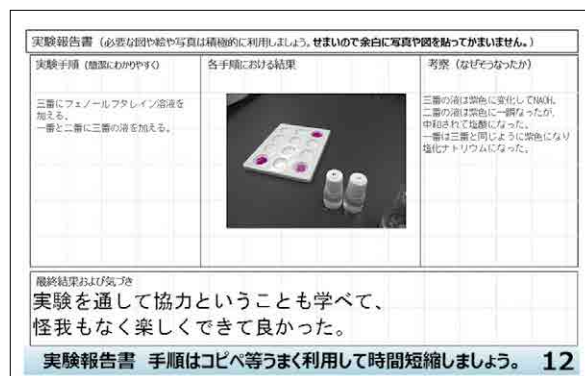 実験報告書（必要な図や絵や写真は積極的に利用しましょう。せまいので余白に写真や図を貼ってかまいません。）
実験手順（簡潔にわかりやすく）
三番にフェノールフタレイン溶液を
加える。
一番と二番に三番の液を加える。
各手順における結果
考察（なぜそうなったか）
三番の液は紫色に変化してNaOH。
二番の液は紫色に一瞬なったが、
中和されて塩酸になった。
一番は三番と同じように紫色になり
塩化ナトリウムになった。
最終結果および気づき
実験を通して協力ということも学べて、
怪我もなく楽しくできて良かった。
実験報告書 手順はコピペ等うまく利用して時間短縮しましょう。 12